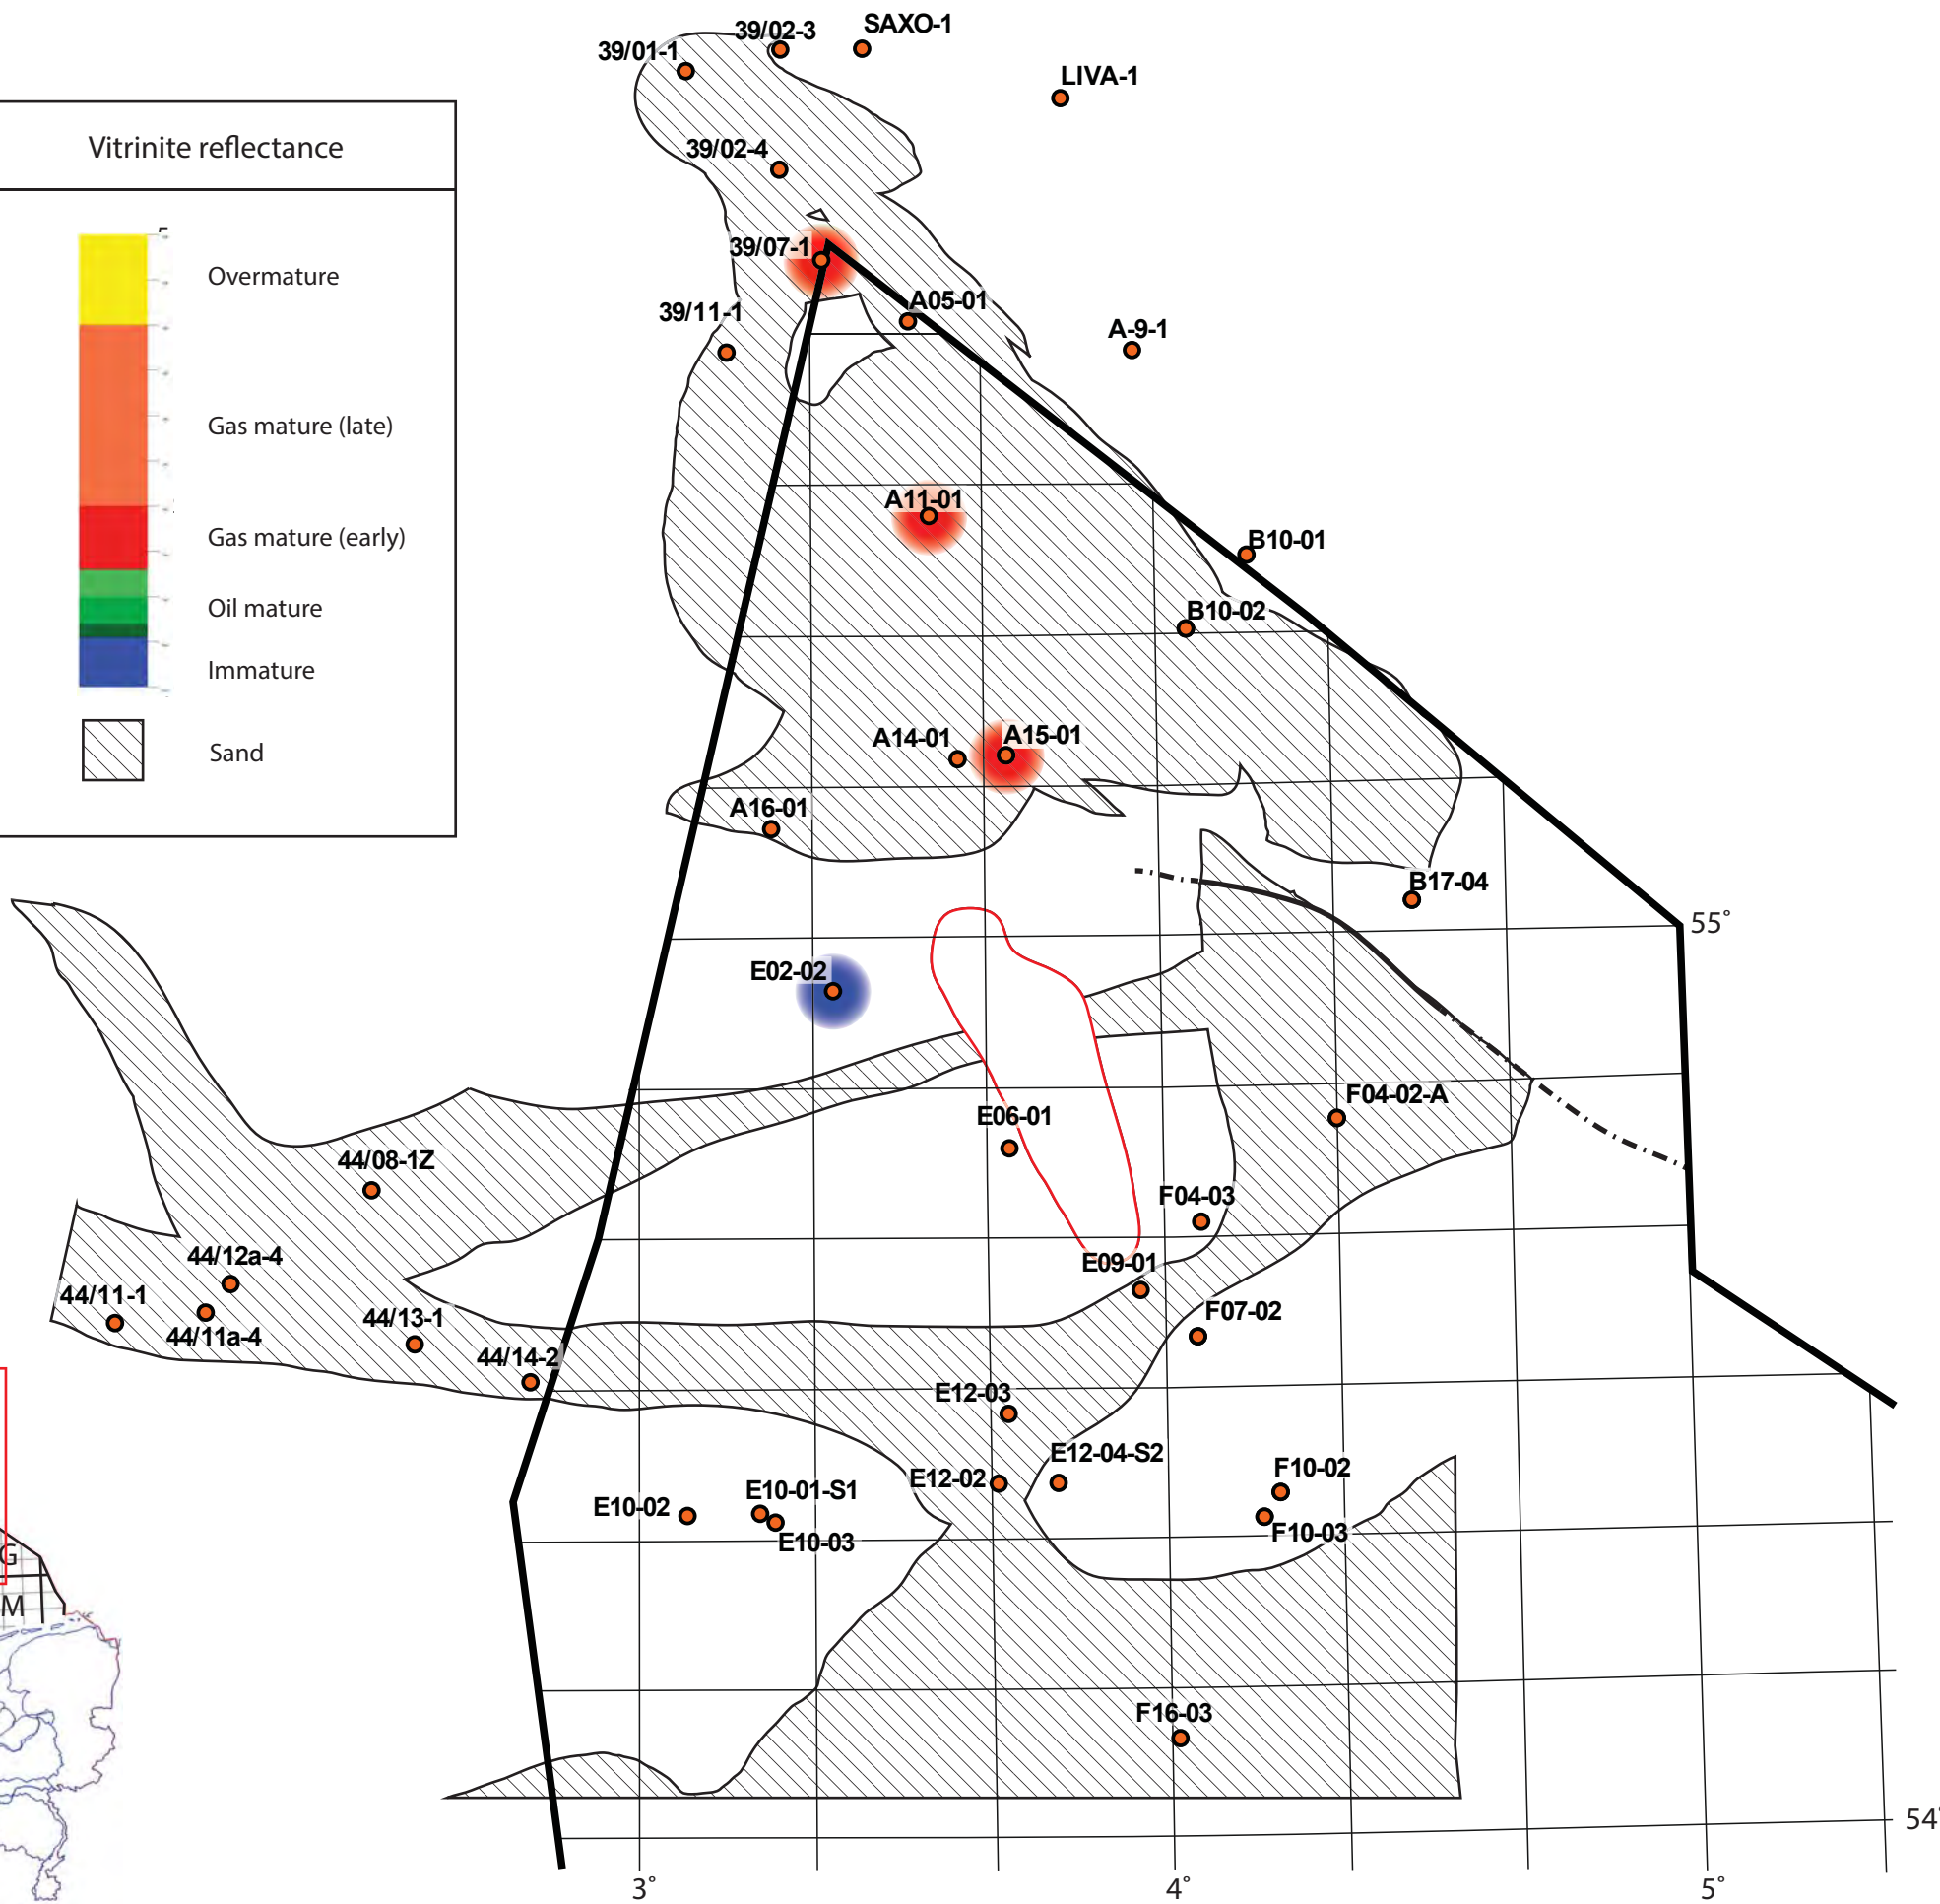 39/02-3
SAXO-1
39/01-1
LIVA-1
Vitrinite reflectance
39/02-4
39/07-1
Overmature
A05-01
39/11-1
A-9-1
Gas mature (late)
A11-01
Gas mature (early)
B10-01
Oil mature
B10-02
Immature
A14-01
A15-01
Sand
A16-01
B17-04
55°
E02-02
F04-02-A
E06-01
44/08-1Z
F04-03
44/12a-4
E09-01
44/11-1
F07-02
44/13-1
44/11a-4
44/14-2
E12-03
E12-04-S2
F10-02
E12-02
E10-01-S1
E10-02
F10-03
E10-03
G
M
F16-03
54°
3°
4°
5°